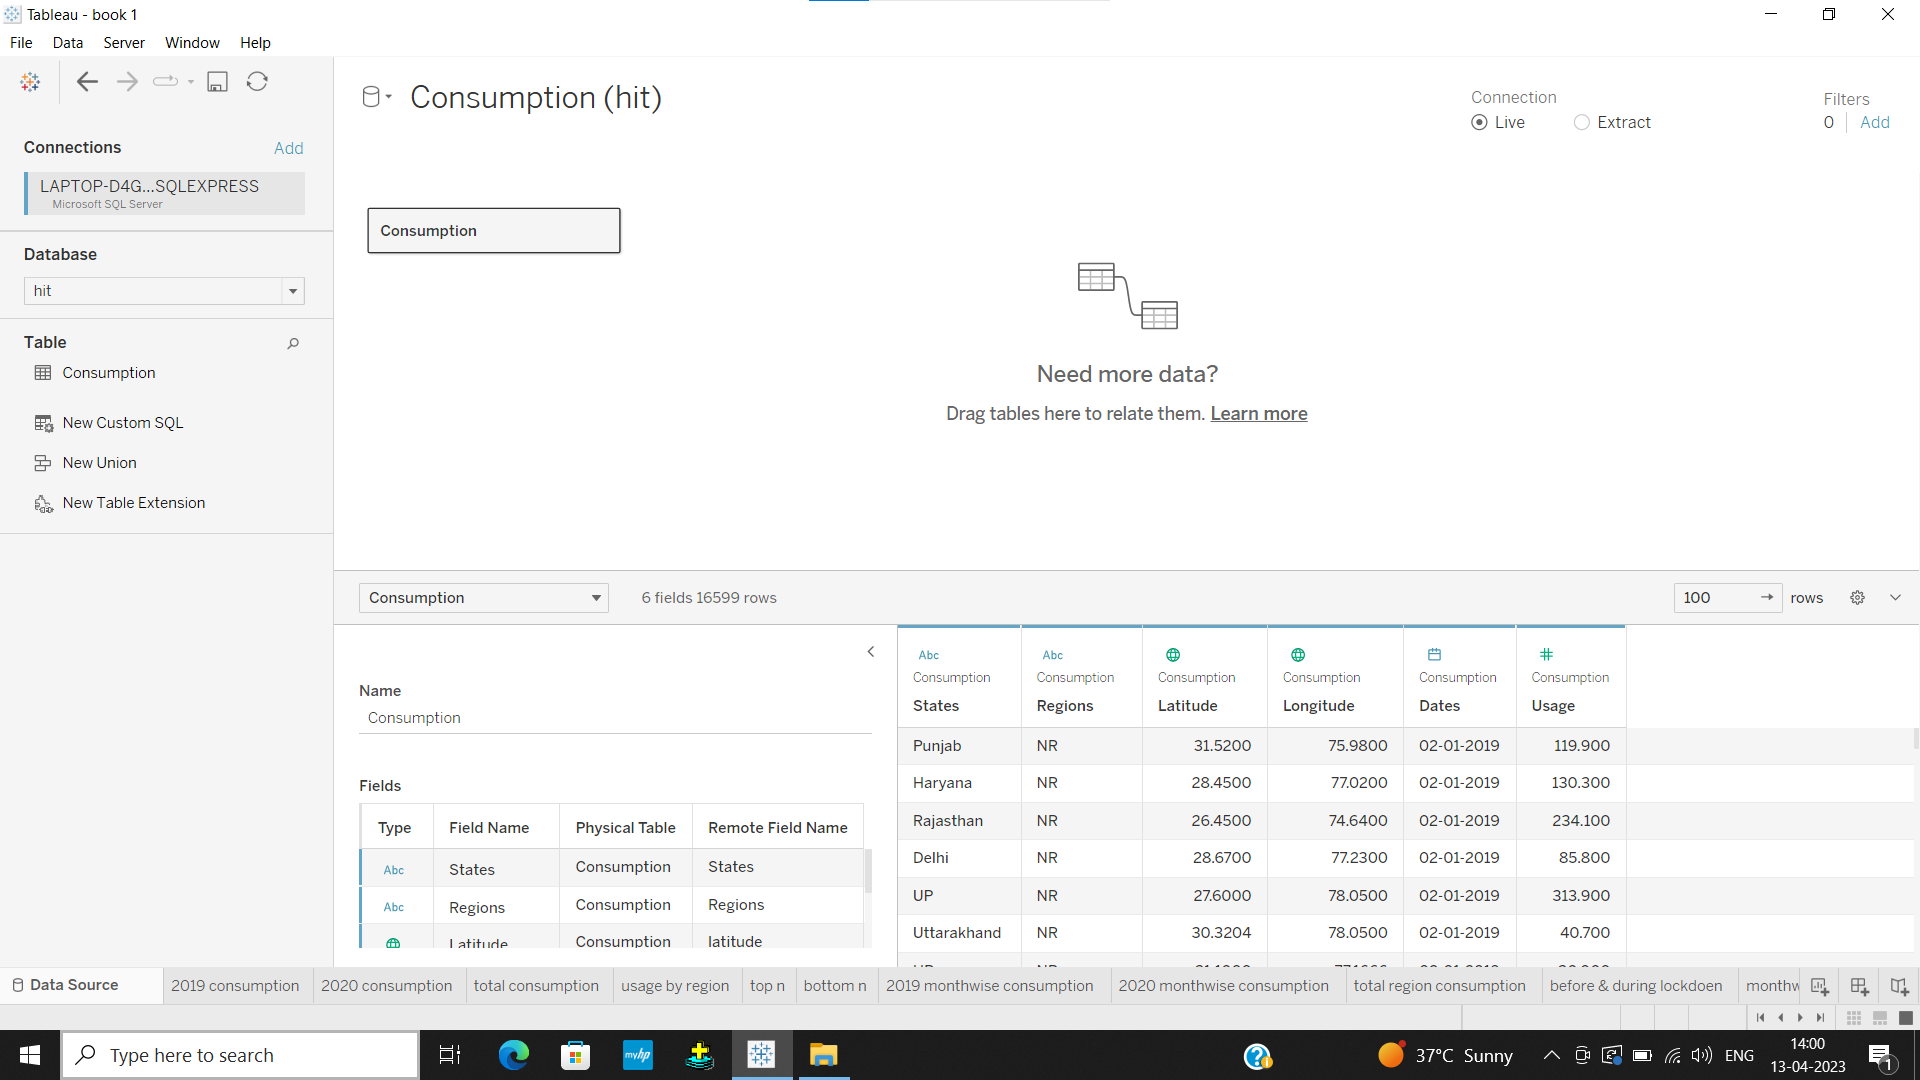 Tableau - book 1
File Data Server Window Help
Connections Add
LAPTOP-D4G...SQLEXPRESS
Microsoft SQL Server
Database
hit
Table
Consumption
New Custom SQL
New Union
New Table Extension
Consumption (hit)
Connection
Live Extract
Filters
0 Add
Consumption
Need more data?
Drag tables here to relate them. Learn more
Consumption 6 fields 16599 rows 100 rows
Name
Consumption
Fields
Type Field Name Physical Table Remote Field Name
Abc States Consumption States
Abc Regions Consumption Regions
Latitude Consumption latitude
Abc Abc
Consumption Consumption Consumption Consumption Consumption Consumption
States Regions Latitude Longitude Dates Usage
Punjab NR 31.5200 75.9800 02-01-2019 119.900
Haryana NR 28.4500 77.0200 02-01-2019 130.300
Rajasthan NR 26.4500 74.6400 02-01-2019 234.100
Delhi NR 28.6700 77.2300 02-01-2019 85.800
UP NR 27.6000 78.0500 02-01-2019 313.900
Uttarakhand NR 30.3204 78.0500 02-01-2019 40.700
Data Source 2019 consumption 2020 consumption total consumption usage by region top n bottom n 2019 monthwise consumption 2020 monthwise consumption total region consumption before & during lockdoen monthw
Type here to search
myhp
37°C Sunny
ENG
14:00
13-04-2023
1